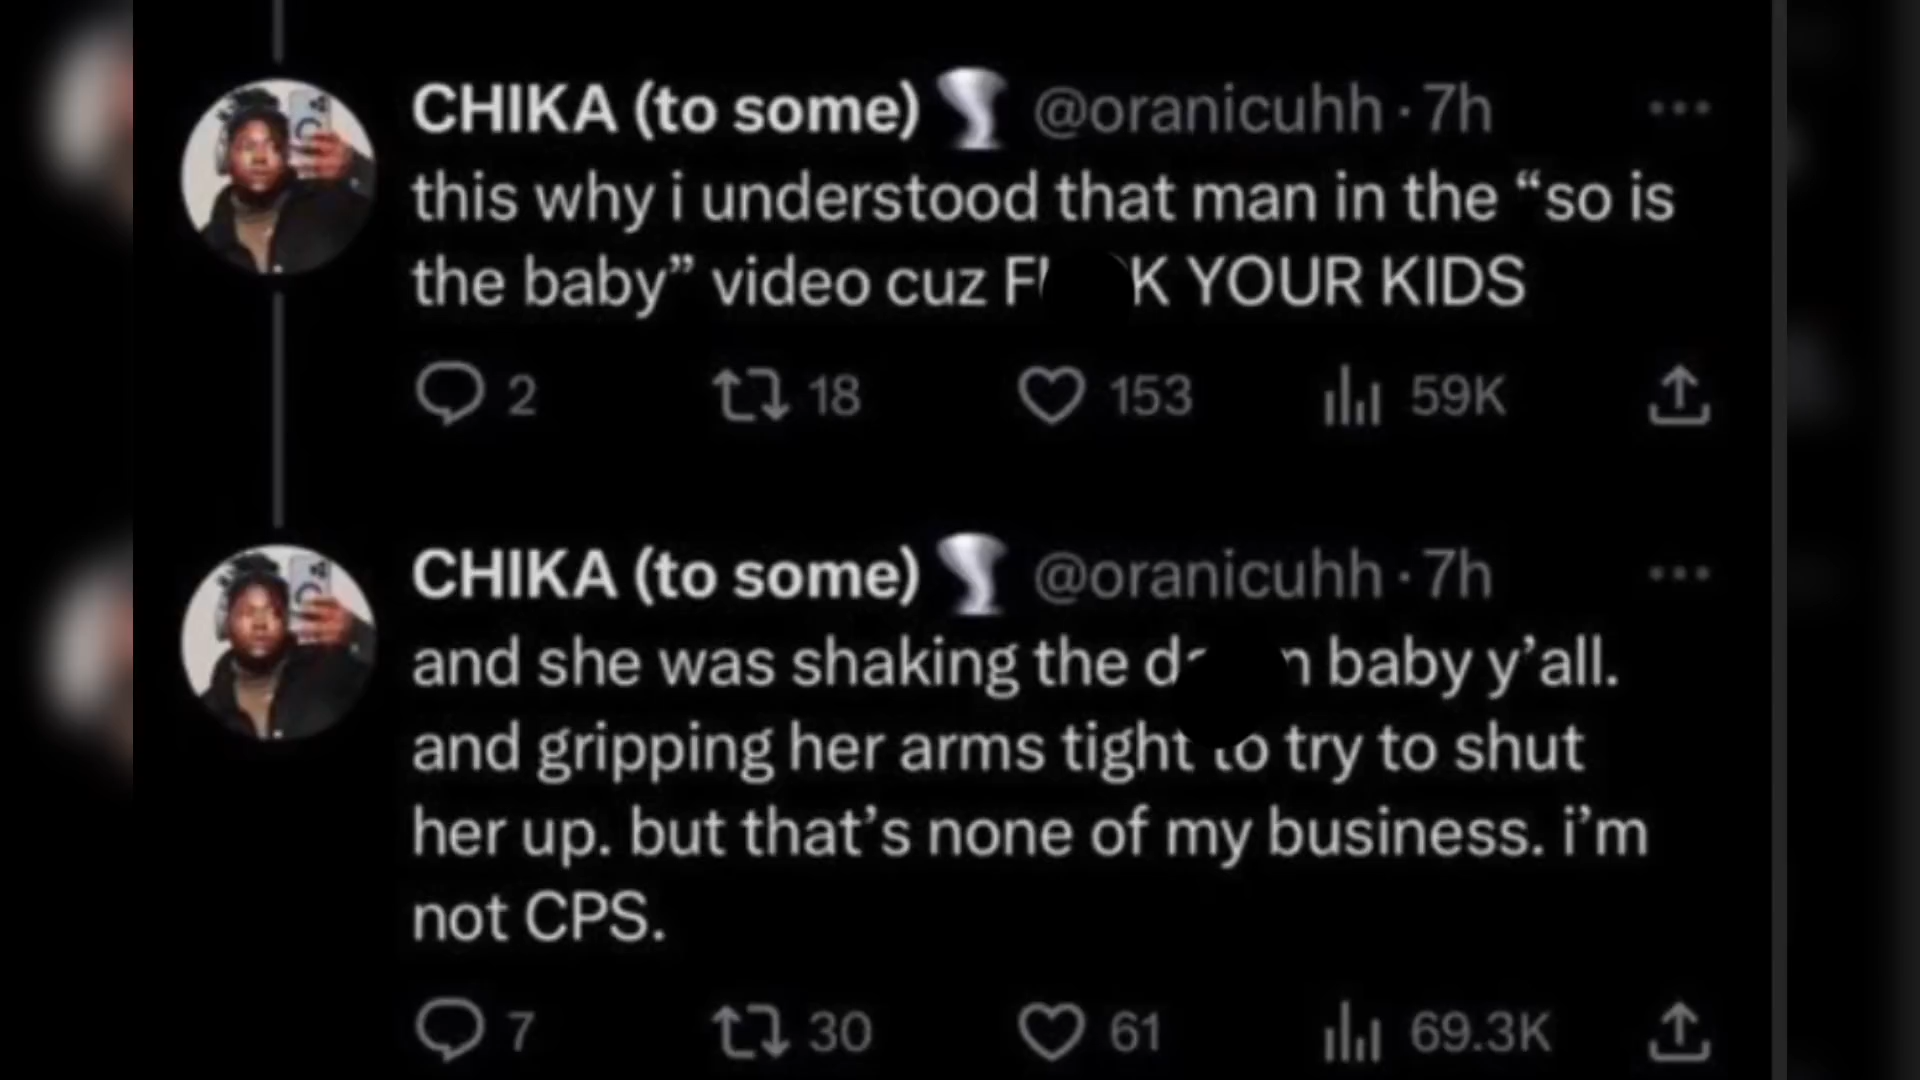 CHIKA (to some) @oranicuhh · 7h
this why i understood that man in the “so is
the baby” video cuz F K YOUR KIDS
2 18 153 59K
CHIKA (to some) @oranicuhh · 7h
and she was shaking the d n baby y’all.
and gripping her arms tight to try to shut
her up. but that’s none of my business. i’m
not CPS.
7 30 61 69.3K